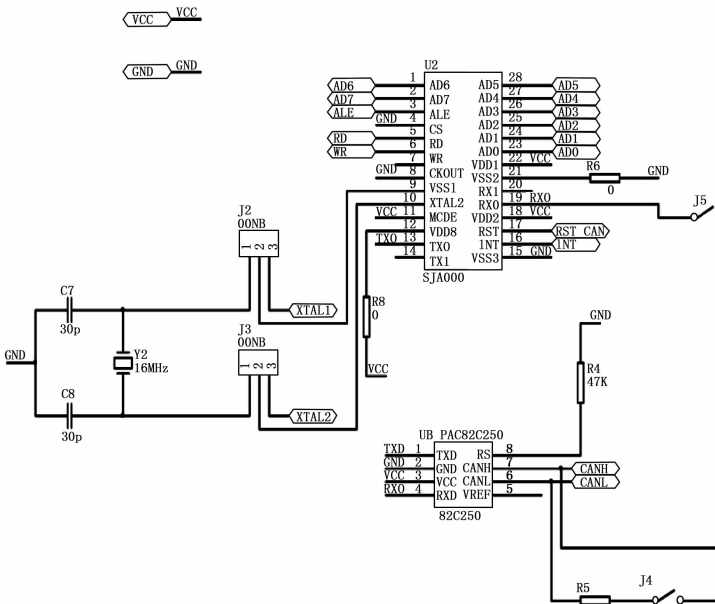 VCC VCC
GND GND
U2
AD6 1 AD6 AD5 28 AD5
AD7 2 AD7 AD4 27 AD4
ALE 3 ALE AD3 26 AD3
GND 4 CS AD2 25 AD2
RD 5 RD AD1 24 AD1
WR 6 WR AD0 23 AD0
7 CKOUT VDD1 22 VCC
GND 8 VSS1 VSS2 21 R6 0 GND
9 XTAL2 RX1 20
10 MCDE RX0 19 RX0 J5
VCC 11 VDD8 VDD2 18 VCC
12 TX0 RST 17 RST CAN
TX0 13 TX1 1NT 16 1NT
14 VSS3 15 GND
SJA000
J2
00NB
1 2 3
XTAL1
C7
30p
R8
0
VCC
GND
Y2
16MHz
J3
00NB
1 2 3
XTAL2
C8
30p
GND
R4
47K
UB PAC82C250
TXD 1 TXD RS 8
GND 2 GND CANH 7 CANH
VCC 3 VCC CANL 6 CANL
RX0 4 RXD VREF 5
82C250
R5 J4